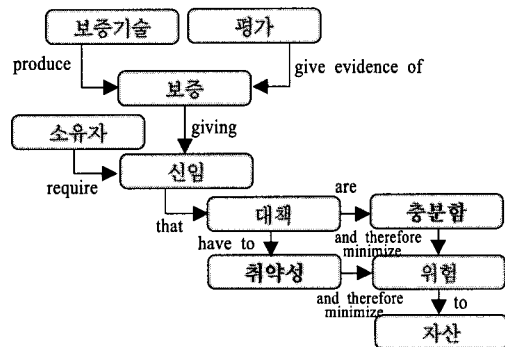 보증기술
평가
produce
give evidence of
보증
giving
소유자
신임
require
are
that
대책
충분함
have to
and therefore
minimize
취약성
위험
and therefore
minimize
to
자산